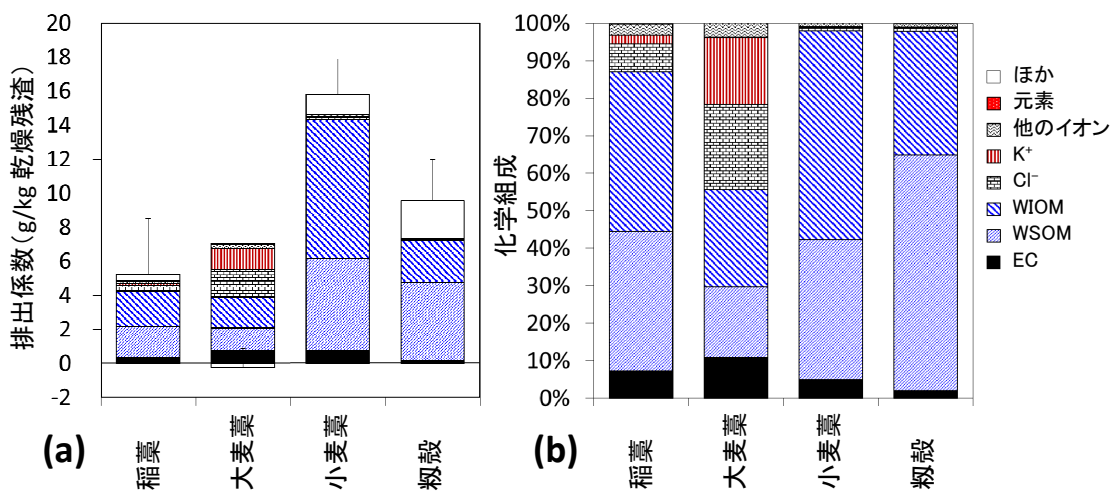 排出係数(g/kg 乾燥残渣)
20
18
16
14
12
10
8
6
4
2
0
-2
稲藁
大麦藁
小麦藁
籾殻
(a)
化学組成
100%
90%
80%
70%
60%
50%
40%
30%
20%
10%
0%
稲藁
大麦藁
小麦藁
籾殻
(b)
ほか
元素
他のイオン
K⁺
Cl⁻
WIOM
WSOM
EC